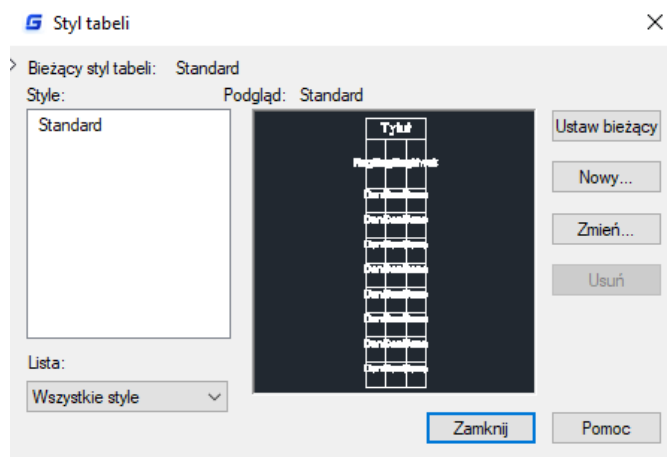 Styl tabeli
Bieżący styl tabeli: Standard
Style:
Podgląd: Standard
Standard
Tytuł
Ustaw bieżący
Nowy...
Zmień...
Usuń
Lista:
Wszystkie style
Zamknij
Pomoc